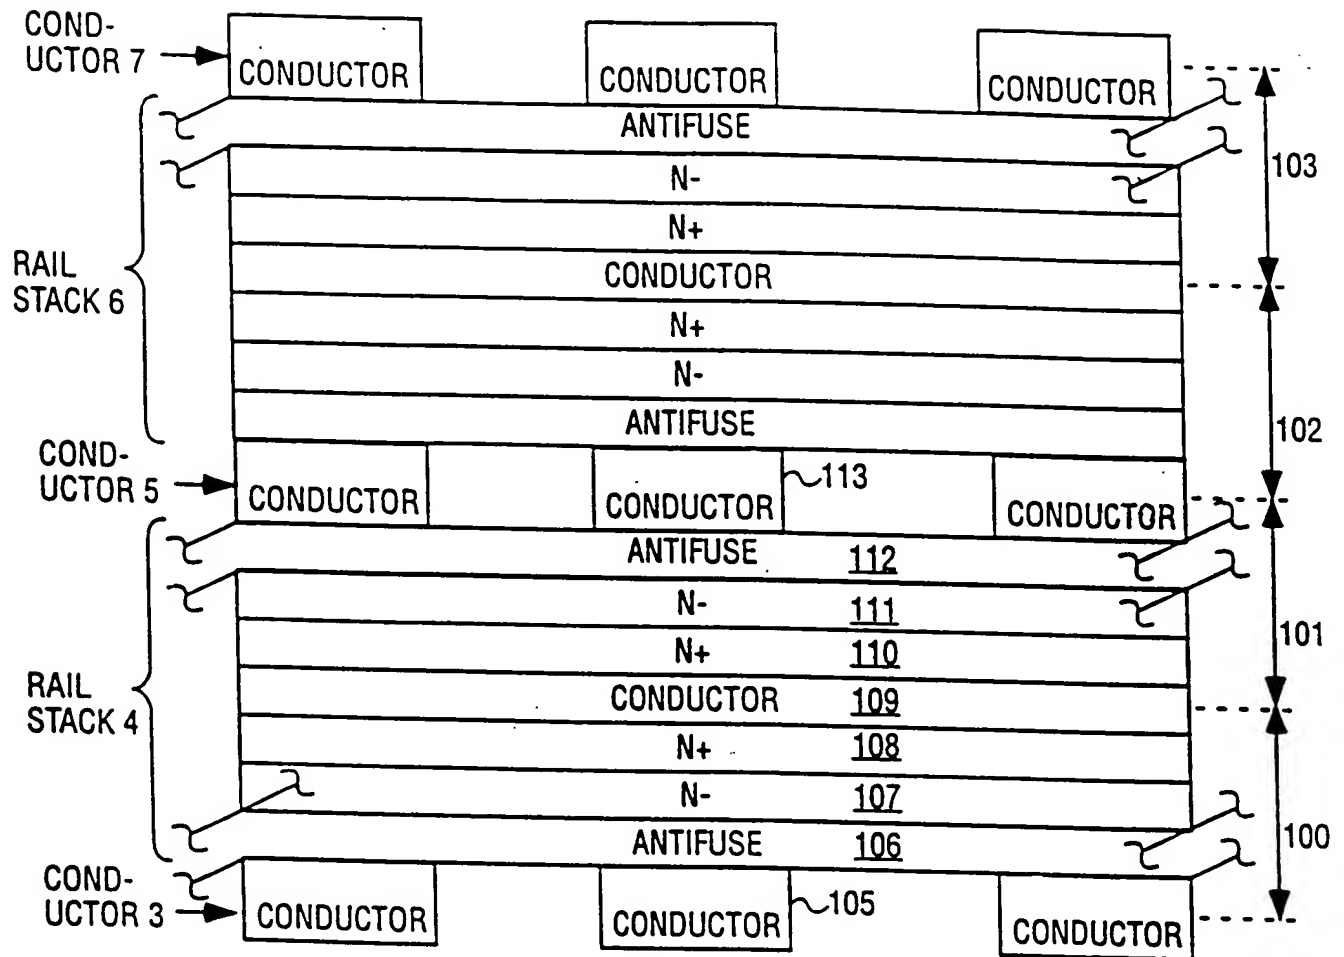 COND-
UCTOR 7
CONDUCTOR CONDUCTOR CONDUCTOR
ANTIFUSE
N-
N+
CONDUCTOR
N+
N-
ANTIFUSE
RAIL
STACK 6
103
102
COND-
UCTOR 5
CONDUCTOR CONDUCTOR CONDUCTOR
113
ANTIFUSE 112
N- 111
N+ 110
CONDUCTOR 109
N+ 108
N- 107
ANTIFUSE 106
RAIL
STACK 4
101
100
COND-
UCTOR 3
CONDUCTOR CONDUCTOR CONDUCTOR
105